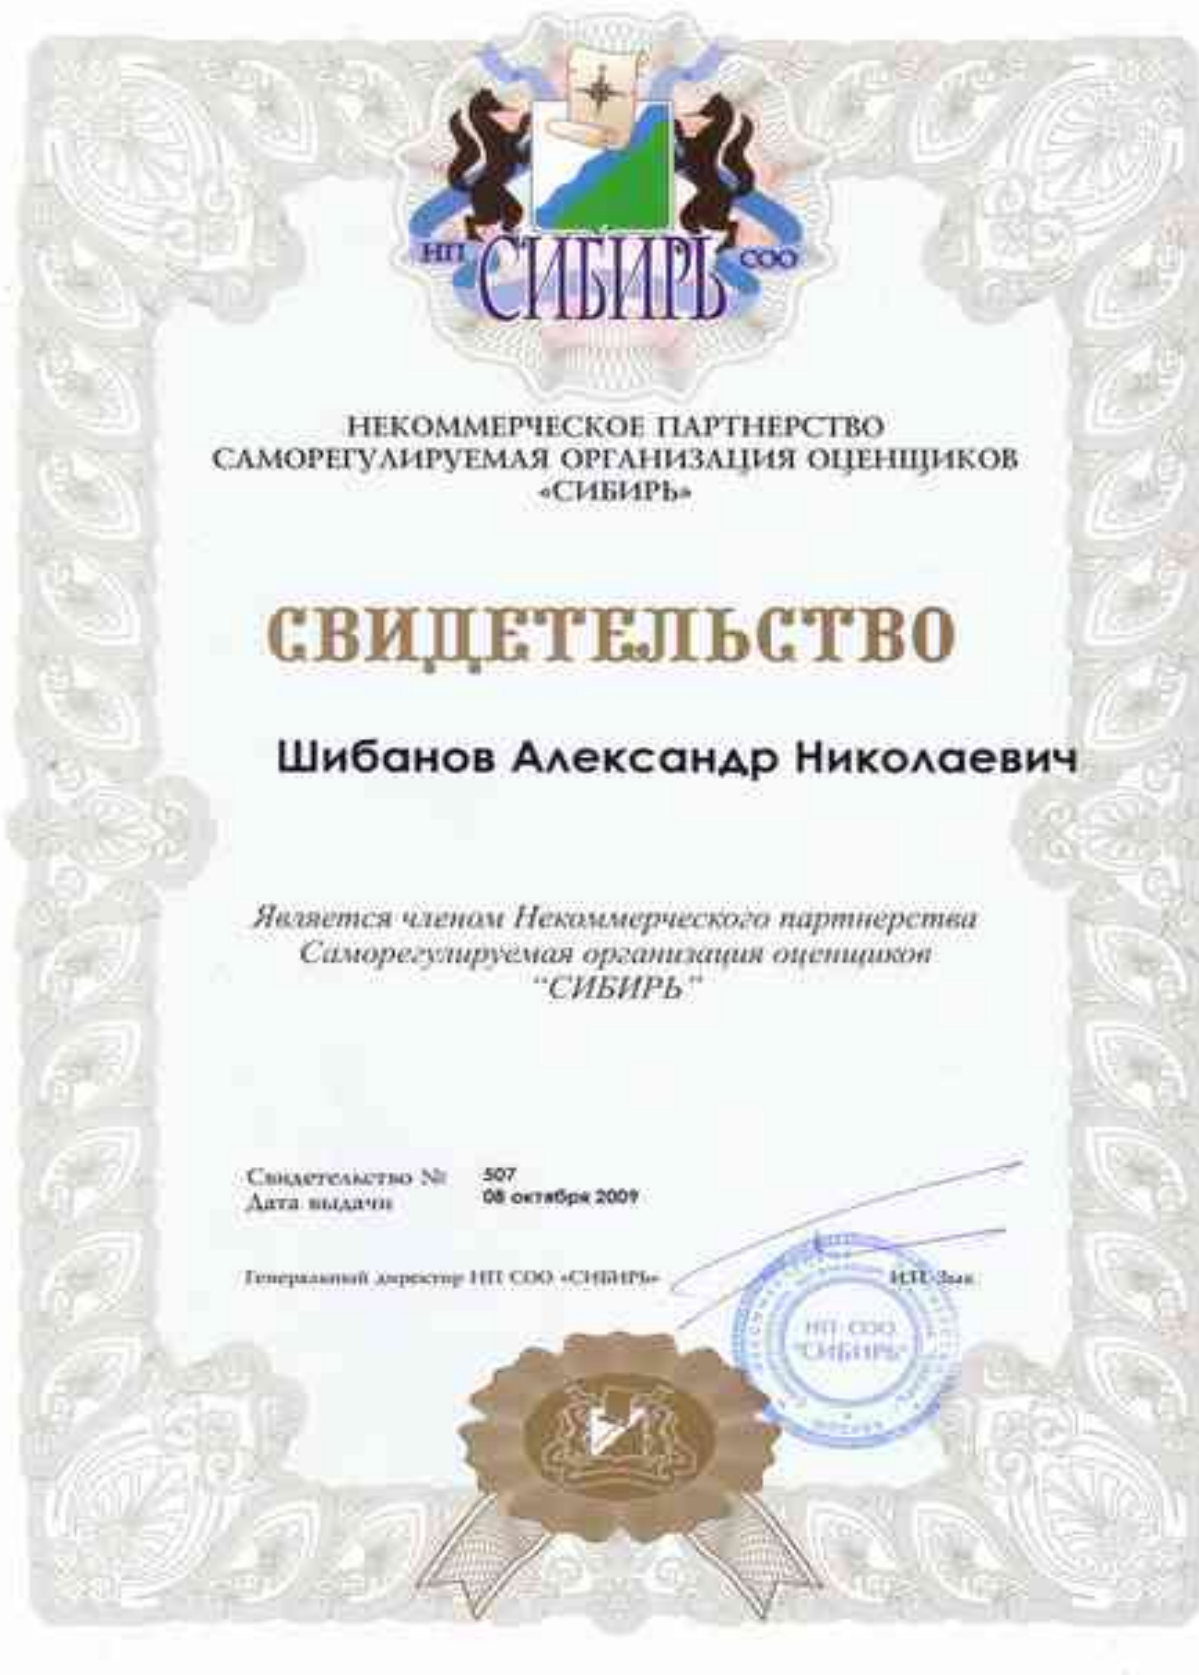 НП СИБИРЬ СОО
НЕКОММЕРЧЕСКОЕ ПАРТНЕРСТВО
САМОРЕГУЛИРУЕМАЯ ОРГАНИЗАЦИЯ ОЦЕНЩИКОВ
«СИБИРЬ»
СВИДЕТЕЛЬСТВО
Шибанов Александр Николаевич
Является членом Некоммерческого партнерства
Саморегулируемая организация оценщиков
“СИБИРЬ”
Свидетельство № 507
Дата выдачи 08 октября 2009
Генеральный директор НП СОО «СИБИРЬ»
НП СОО
"СИБИРЬ"